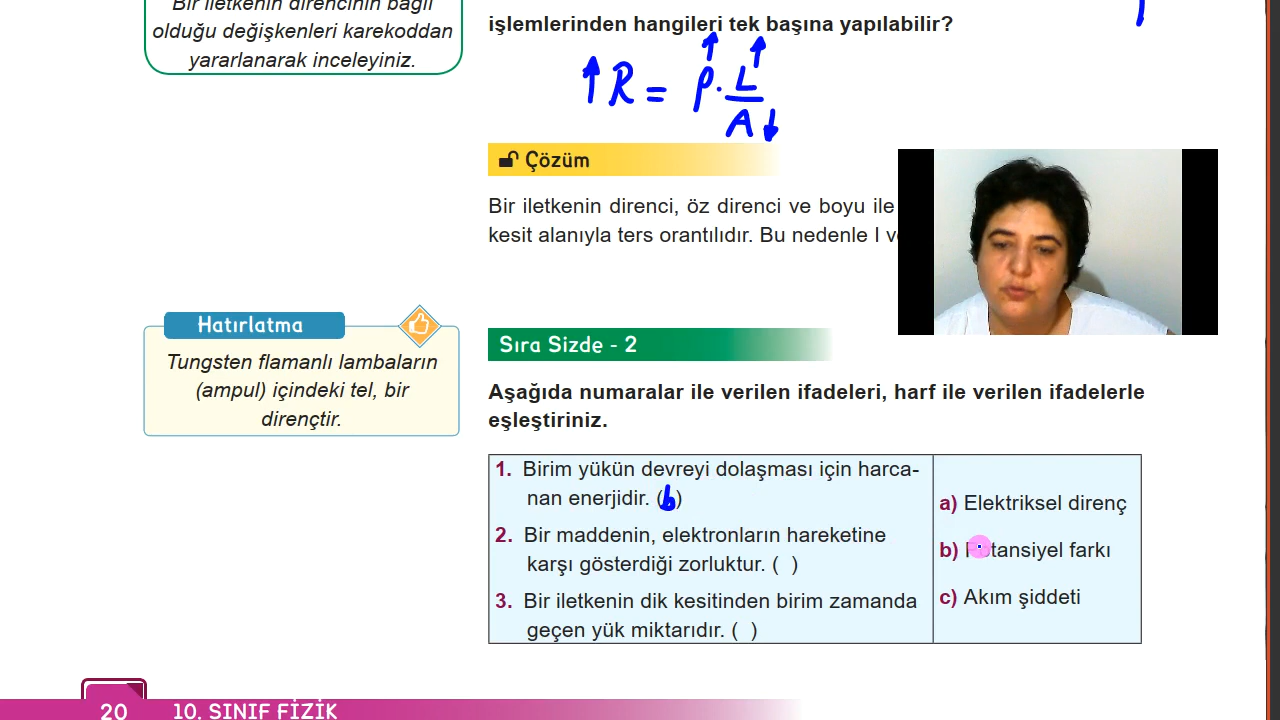 Bir iletkenin direncinin bağlı
olduğu değişkenleri karekoddan
yararlanarak inceleyiniz.
işlemlerinden hangileri tek başına yapılabilir?
R = ρ . L / A
Çözüm
Bir iletkenin direnci, öz direnci ve boyu ile
kesit alanıyla ters orantılıdır. Bu nedenle I
Hatırlatma
Tungsten flamanlı lambaların
(ampul) içindeki tel, bir
dirençtir.
Sıra Sizde - 2
Aşağıda numaralar ile verilen ifadeleri, harf ile verilen ifadelerle
eşleştiriniz.
1. Birim yükün devreyi dolaşması için harca-
nan enerjidir. (b)
2. Bir maddenin, elektronların hareketine
karşı gösterdiği zorluktur. ( )
3. Bir iletkenin dik kesitinden birim zamanda
geçen yük miktarıdır. ( )
a) Elektriksel direnç
b) Potansiyel farkı
c) Akım şiddeti
20 10. SINIF FİZİK